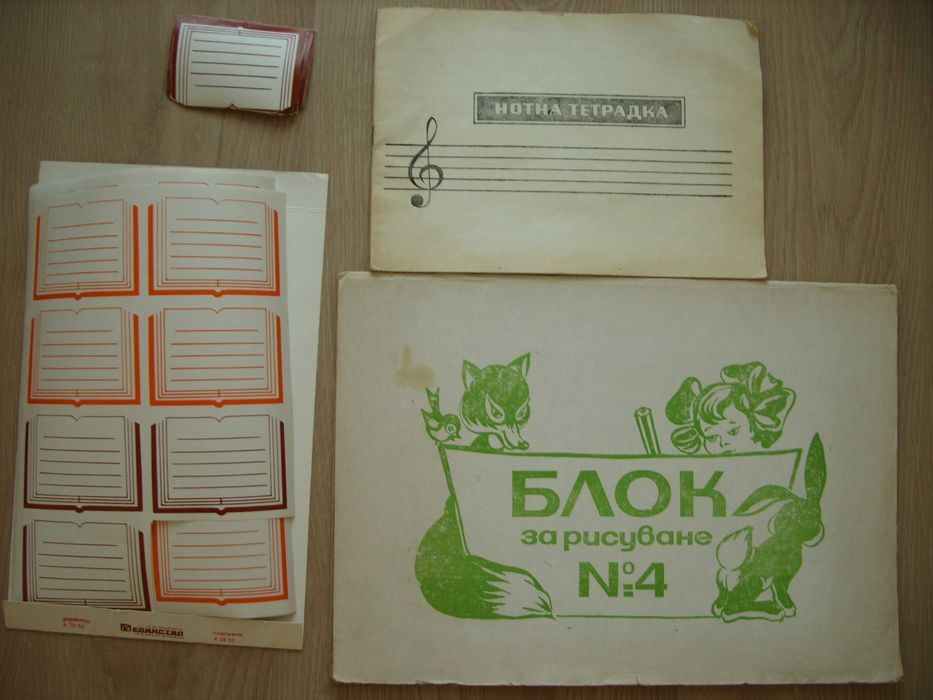 НОТНА ТЕТРАДКА
БЛОК
за рисуване
№4
ЕДИНСТВО